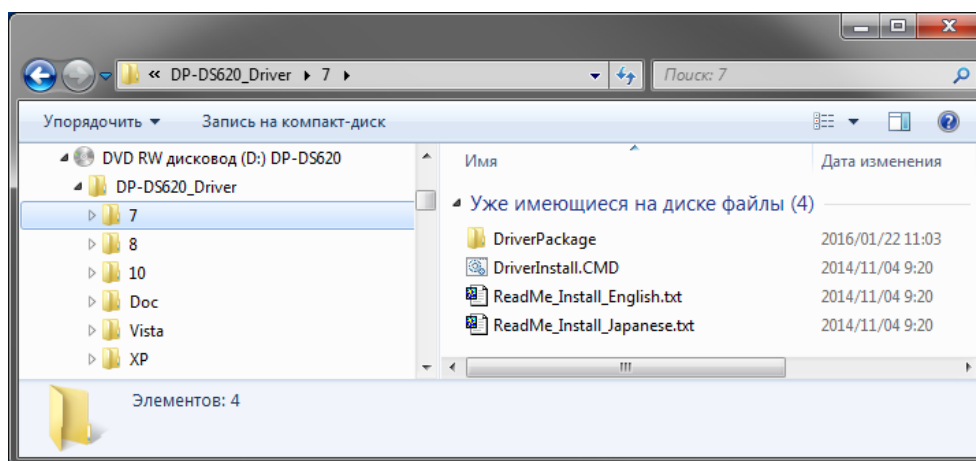 « DP-DS620_Driver ▸ 7 ▸
Поиск: 7
Упорядочить ▾ Запись на компакт-диск
DVD RW дисковод (D:) DP-DS620
DP-DS620_Driver
7
8
10
Doc
Vista
XP
Имя Дата изменения
Уже имеющиеся на диске файлы (4)
DriverPackage 2016/01/22 11:03
DriverInstall.CMD 2014/11/04 9:20
ReadMe_Install_English.txt 2014/11/04 9:20
ReadMe_Install_Japanese.txt 2014/11/04 9:20
Элементов: 4